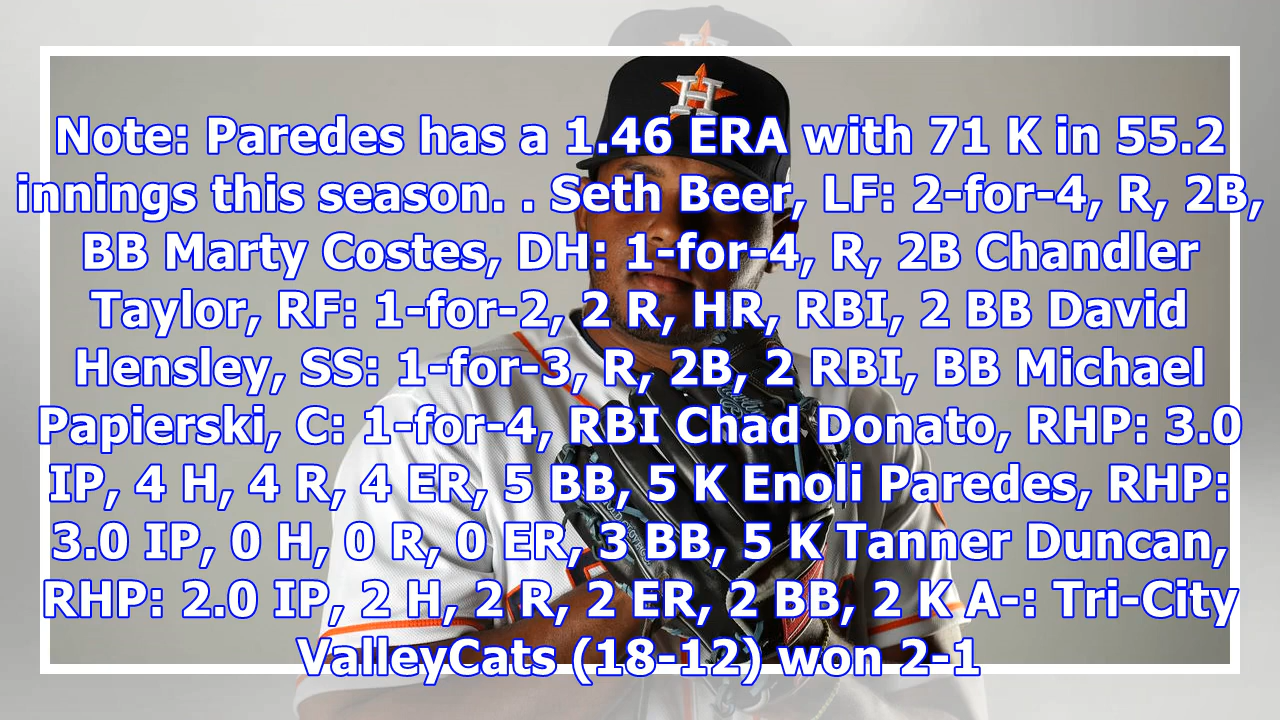 H
Note: Paredes has a 1.46 ERA with 71 K in 55.2
innings this season. . Seth Beer, LF: 2-for-4, R, 2B,
BB Marty Costes, DH: 1-for-4, R, 2B Chandler
Taylor, RF: 1-for-2, 2 R, HR, RBI, 2 BB David
Hensley, SS: 1-for-3, R, 2B, 2 RBI, BB Michael
Papierski, C: 1-for-4, RBI Chad Donato, RHP: 3.0
IP, 4 H, 4 R, 4 ER, 5 BB, 5 K Enoli Paredes, RHP:
3.0 IP, 0 H, 0 R, 0 ER, 3 BB, 5 K Tanner Duncan,
RHP: 2.0 IP, 2 H, 2 R, 2 ER, 2 BB, 2 K A-: Tri-City
ValleyCats (18-12) won 2-1